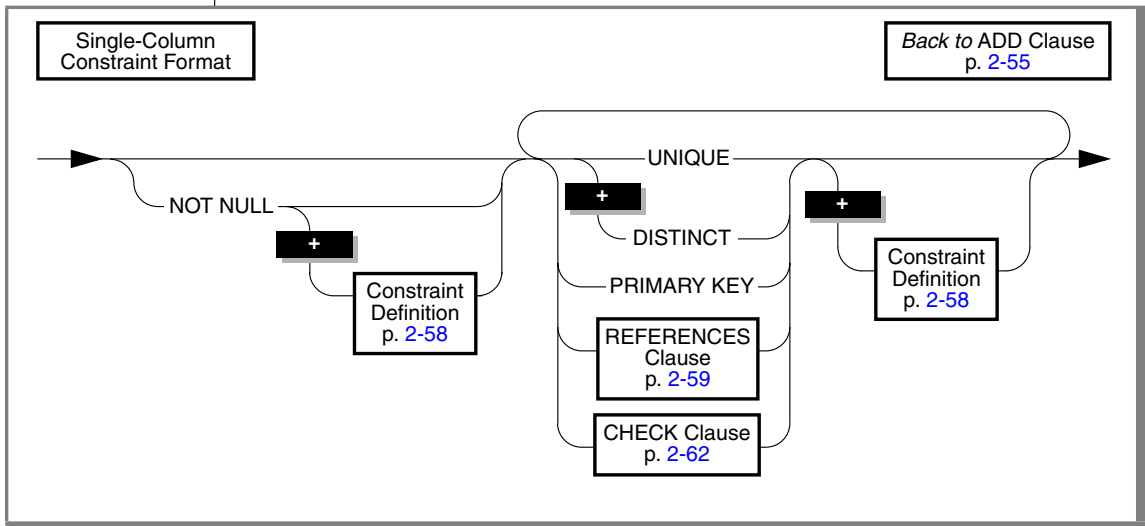 Single-Column
Constraint Format
Back to ADD Clause
p. 2-55
UNIQUE
NOT NULL
+
+
+
DISTINCT
Constraint
Definition
p. 2-58
PRIMARY KEY
Constraint
Definition
p. 2-58
REFERENCES
Clause
p. 2-59
CHECK Clause
p. 2-62